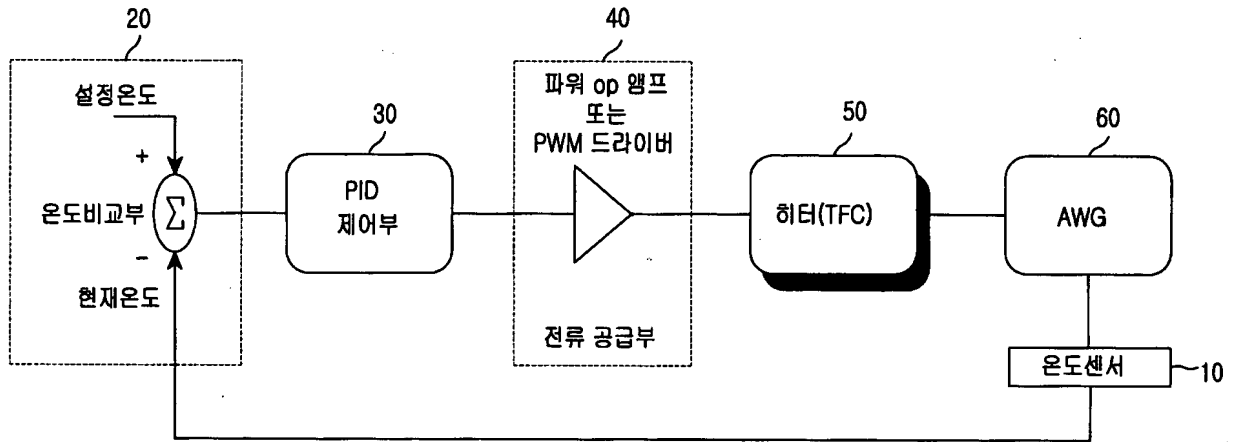 20
설정온도
+
온도비교부
Σ
-
현재온도
30
PID
제어부
40
파워 op 앰프
또는
PWM 드라이버
전류 공급부
50
히터(TFC)
60
AWG
온도센서
10